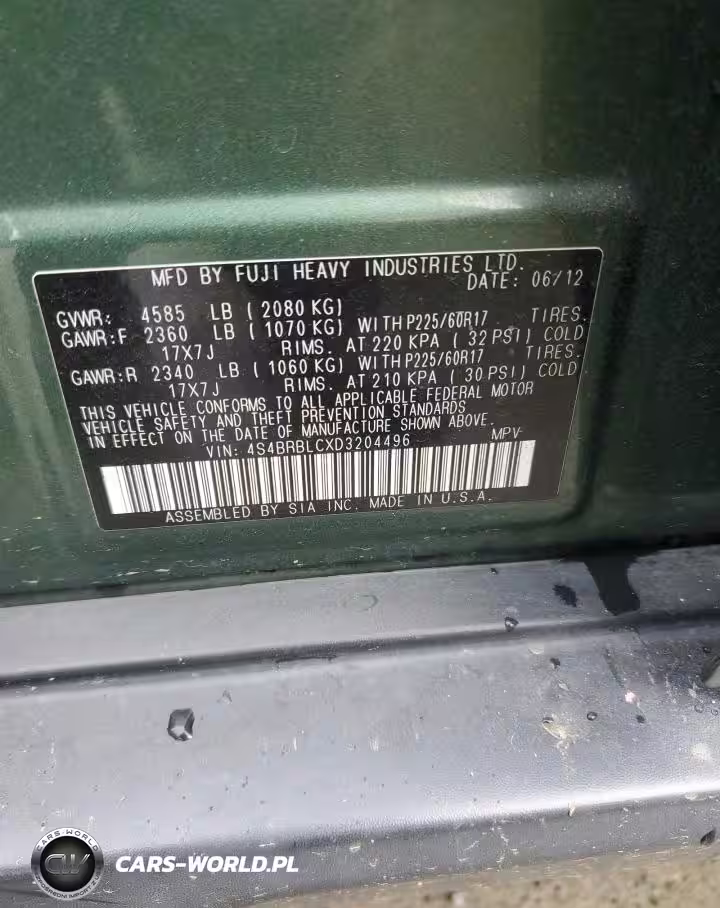 MFD BY FUJI HEAVY INDUSTRIES LTD.
DATE: 06/12
GVWR: 4585 LB (2080 KG)
GAWR:F 2360 LB (1070 KG) WITH P225/60R17 TIRES.
17X7J RIMS. AT 220 KPA (32 PSI) COLD
GAWR:R 2340 LB (1060 KG) WITH P225/60R17 TIRES.
17X7J RIMS. AT 210 KPA (30 PSI) COLD.
THIS VEHICLE CONFORMS TO ALL APPLICABLE FEDERAL MOTOR
VEHICLE SAFETY AND THEFT PREVENTION STANDARDS
IN EFFECT ON THE DATE OF MANUFACTURE SHOWN ABOVE.
VIN: 4S4BRBLCXD3204496 MPV
ASSEMBLED BY SIA INC. MADE IN U.S.A.
CARS-WORLD
CW
CARS-WORLD.PL